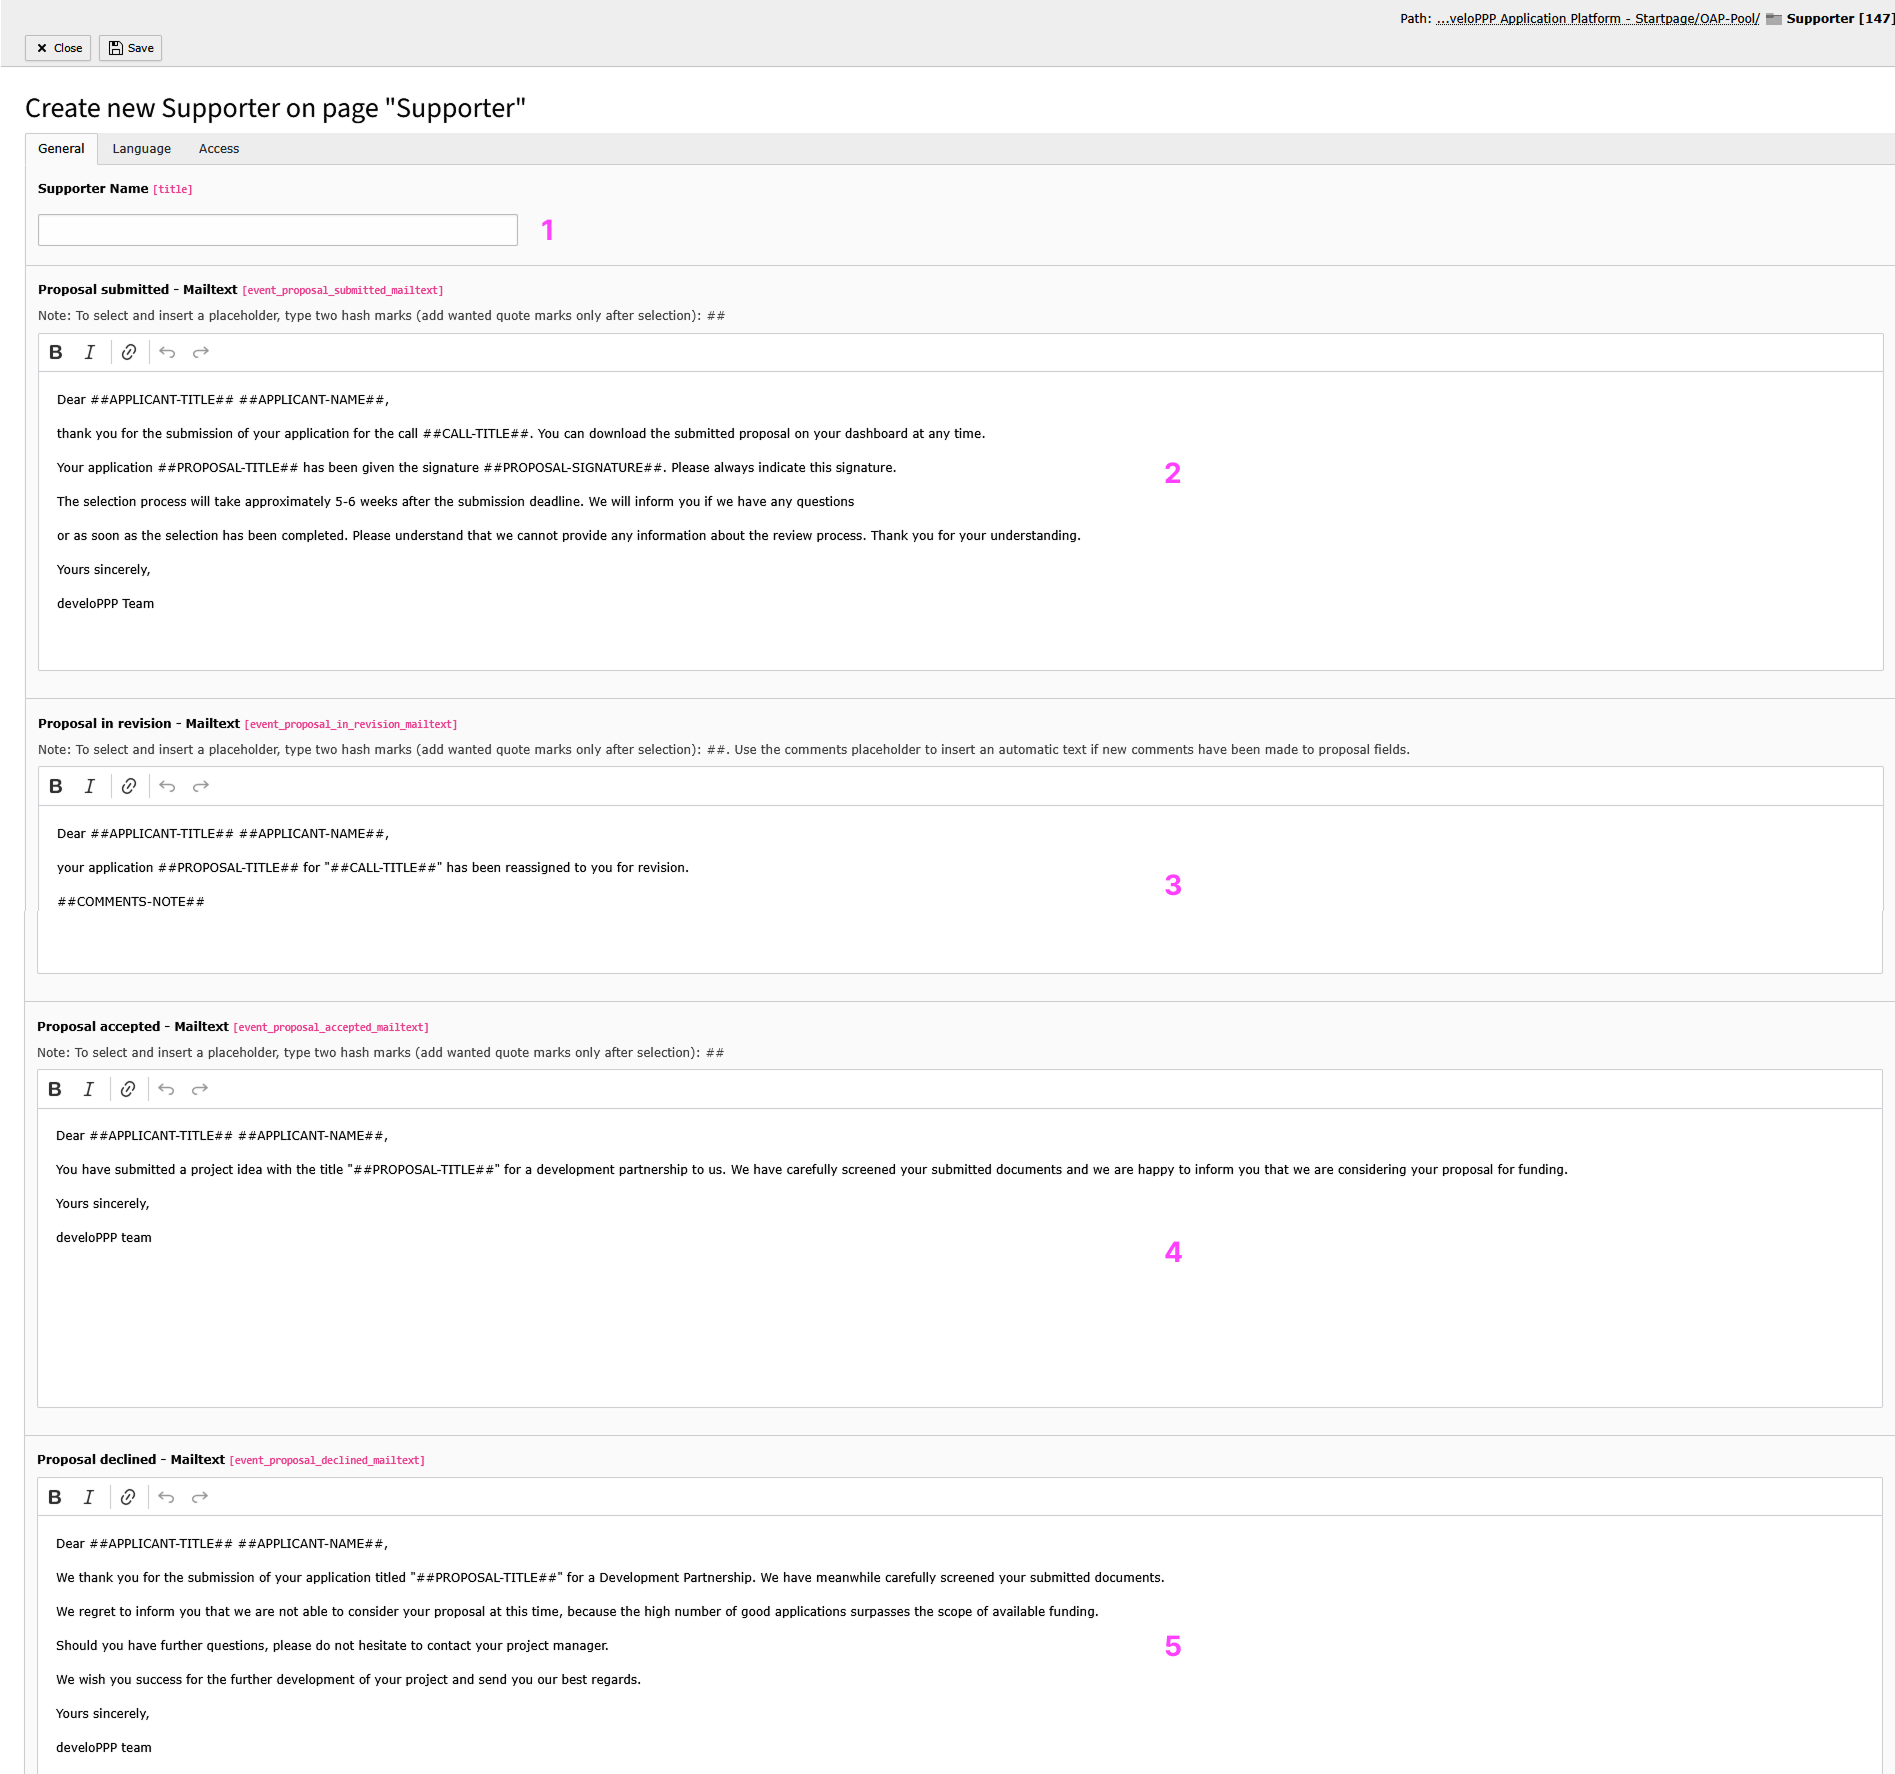 Path: ...veloPPP Application Platform - Startpage/OAP-Pool/ Supporter [147]
Close Save
Create new Supporter on page "Supporter"
General Language Access
Supporter Name [title]
1
Proposal submitted - Mailtext [event_proposal_submitted_mailtext]
Note: To select and insert a placeholder, type two hash marks (add wanted quote marks only after selection): ##
B I
Dear ##APPLICANT-TITLE## ##APPLICANT-NAME##,
thank you for the submission of your application for the call ##CALL-TITLE##. You can download the submitted proposal on your dashboard at any time.
Your application ##PROPOSAL-TITLE## has been given the signature ##PROPOSAL-SIGNATURE##. Please always indicate this signature.
2
The selection process will take approximately 5-6 weeks after the submission deadline. We will inform you if we have any questions
or as soon as the selection has been completed. Please understand that we cannot provide any information about the review process. Thank you for your understanding.
Yours sincerely,
develoPPP Team
Proposal in revision - Mailtext [event_proposal_in_revision_mailtext]
Note: To select and insert a placeholder, type two hash marks (add wanted quote marks only after selection): ##. Use the comments placeholder to insert an automatic text if new comments have been made to proposal fields.
B I
Dear ##APPLICANT-TITLE## ##APPLICANT-NAME##,
your application ##PROPOSAL-TITLE## for "##CALL-TITLE##" has been reassigned to you for revision.
3
##COMMENTS-NOTE##
Proposal accepted - Mailtext [event_proposal_accepted_mailtext]
Note: To select and insert a placeholder, type two hash marks (add wanted quote marks only after selection): ##
B I
Dear ##APPLICANT-TITLE## ##APPLICANT-NAME##,
You have submitted a project idea with the title "##PROPOSAL-TITLE##" for a development partnership to us. We have carefully screened your submitted documents and we are happy to inform you that we are considering your proposal for funding.
Yours sincerely,
develoPPP team
4
Proposal declined - Mailtext [event_proposal_declined_mailtext]
B I
Dear ##APPLICANT-TITLE## ##APPLICANT-NAME##,
We thank you for the submission of your application titled "##PROPOSAL-TITLE##" for a Development Partnership. We have meanwhile carefully screened your submitted documents.
We regret to inform you that we are not able to consider your proposal at this time, because the high number of good applications surpasses the scope of available funding.
Should you have further questions, please do not hesitate to contact your project manager.
5
We wish you success for the further development of your project and send you our best regards.
Yours sincerely,
develoPPP team